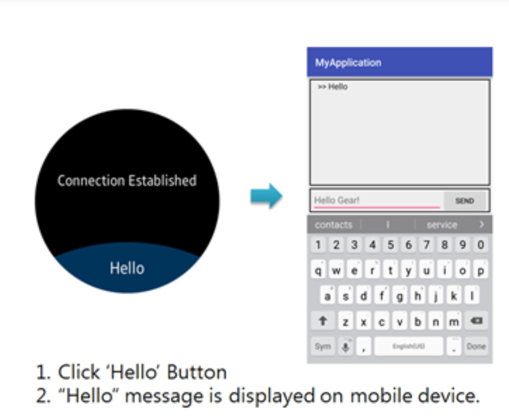 Connection Established
Hello
MyApplication
>> Hello
Hello Gear!
SEND
contacts I service >
1 2 3 4 5 6 7 8 9 0
q w e r t y u i o p
a s d f g h j k l
z x c v b n m
Sym , English(US) . Done
1. Click ‘Hello’ Button
2. “Hello” message is displayed on mobile device.